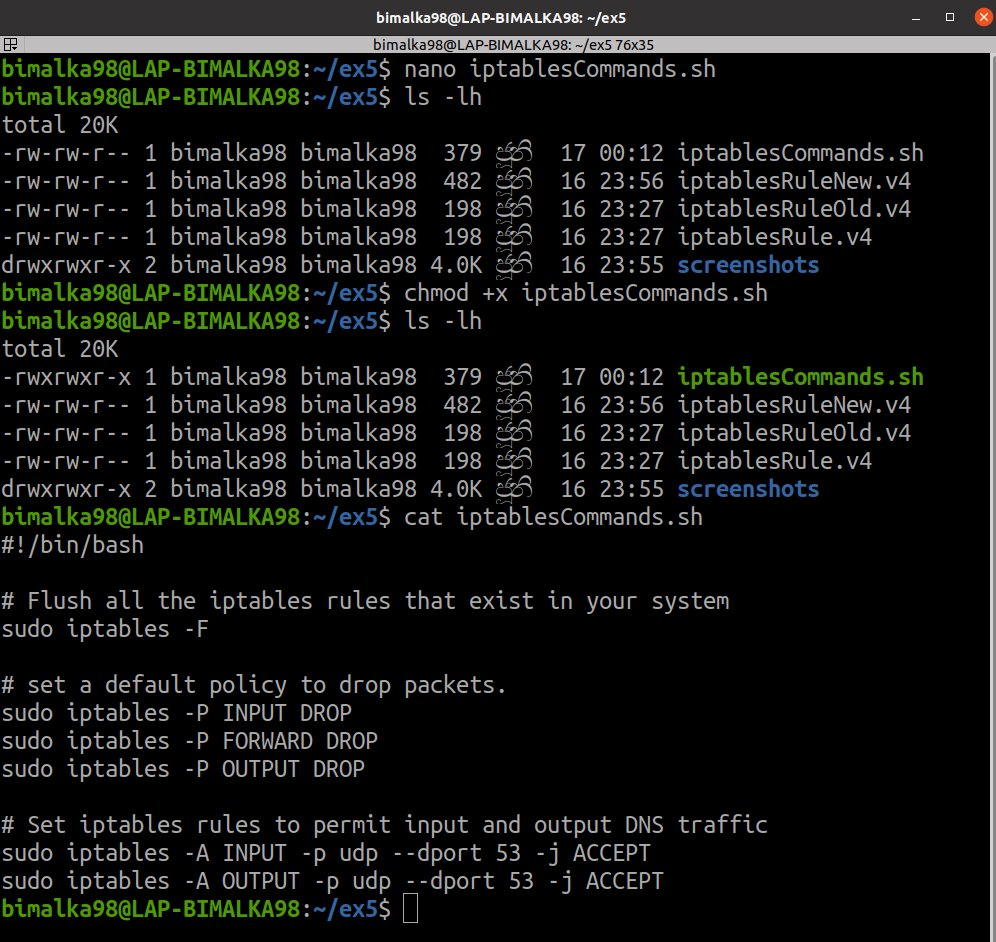 bimalka98@LAP-BIMALKA98: ~/ex5
bimalka98@LAP-BIMALKA98: ~/ex5 76x35
bimalka98@LAP-BIMALKA98:~/ex5$ nano iptablesCommands.sh
bimalka98@LAP-BIMALKA98:~/ex5$ ls -lh
total 20K
-rw-rw-r-- 1 bimalka98 bimalka98  379 17 00:12 iptablesCommands.sh
-rw-rw-r-- 1 bimalka98 bimalka98  482 16 23:56 iptablesRuleNew.v4
-rw-rw-r-- 1 bimalka98 bimalka98  198 16 23:27 iptablesRuleOld.v4
-rw-rw-r-- 1 bimalka98 bimalka98  198 16 23:27 iptablesRule.v4
drwxrwxr-x 2 bimalka98 bimalka98 4.0K 16 23:55 screenshots
bimalka98@LAP-BIMALKA98:~/ex5$ chmod +x iptablesCommands.sh
bimalka98@LAP-BIMALKA98:~/ex5$ ls -lh
total 20K
-rwxrwxr-x 1 bimalka98 bimalka98  379 17 00:12 iptablesCommands.sh
-rw-rw-r-- 1 bimalka98 bimalka98  482 16 23:56 iptablesRuleNew.v4
-rw-rw-r-- 1 bimalka98 bimalka98  198 16 23:27 iptablesRuleOld.v4
-rw-rw-r-- 1 bimalka98 bimalka98  198 16 23:27 iptablesRule.v4
drwxrwxr-x 2 bimalka98 bimalka98 4.0K 16 23:55 screenshots
bimalka98@LAP-BIMALKA98:~/ex5$ cat iptablesCommands.sh
#!/bin/bash

# Flush all the iptables rules that exist in your system
sudo iptables -F

# set a default policy to drop packets.
sudo iptables -P INPUT DROP
sudo iptables -P FORWARD DROP
sudo iptables -P OUTPUT DROP

# Set iptables rules to permit input and output DNS traffic
sudo iptables -A INPUT -p udp --dport 53 -j ACCEPT
sudo iptables -A OUTPUT -p udp --dport 53 -j ACCEPT
bimalka98@LAP-BIMALKA98:~/ex5$